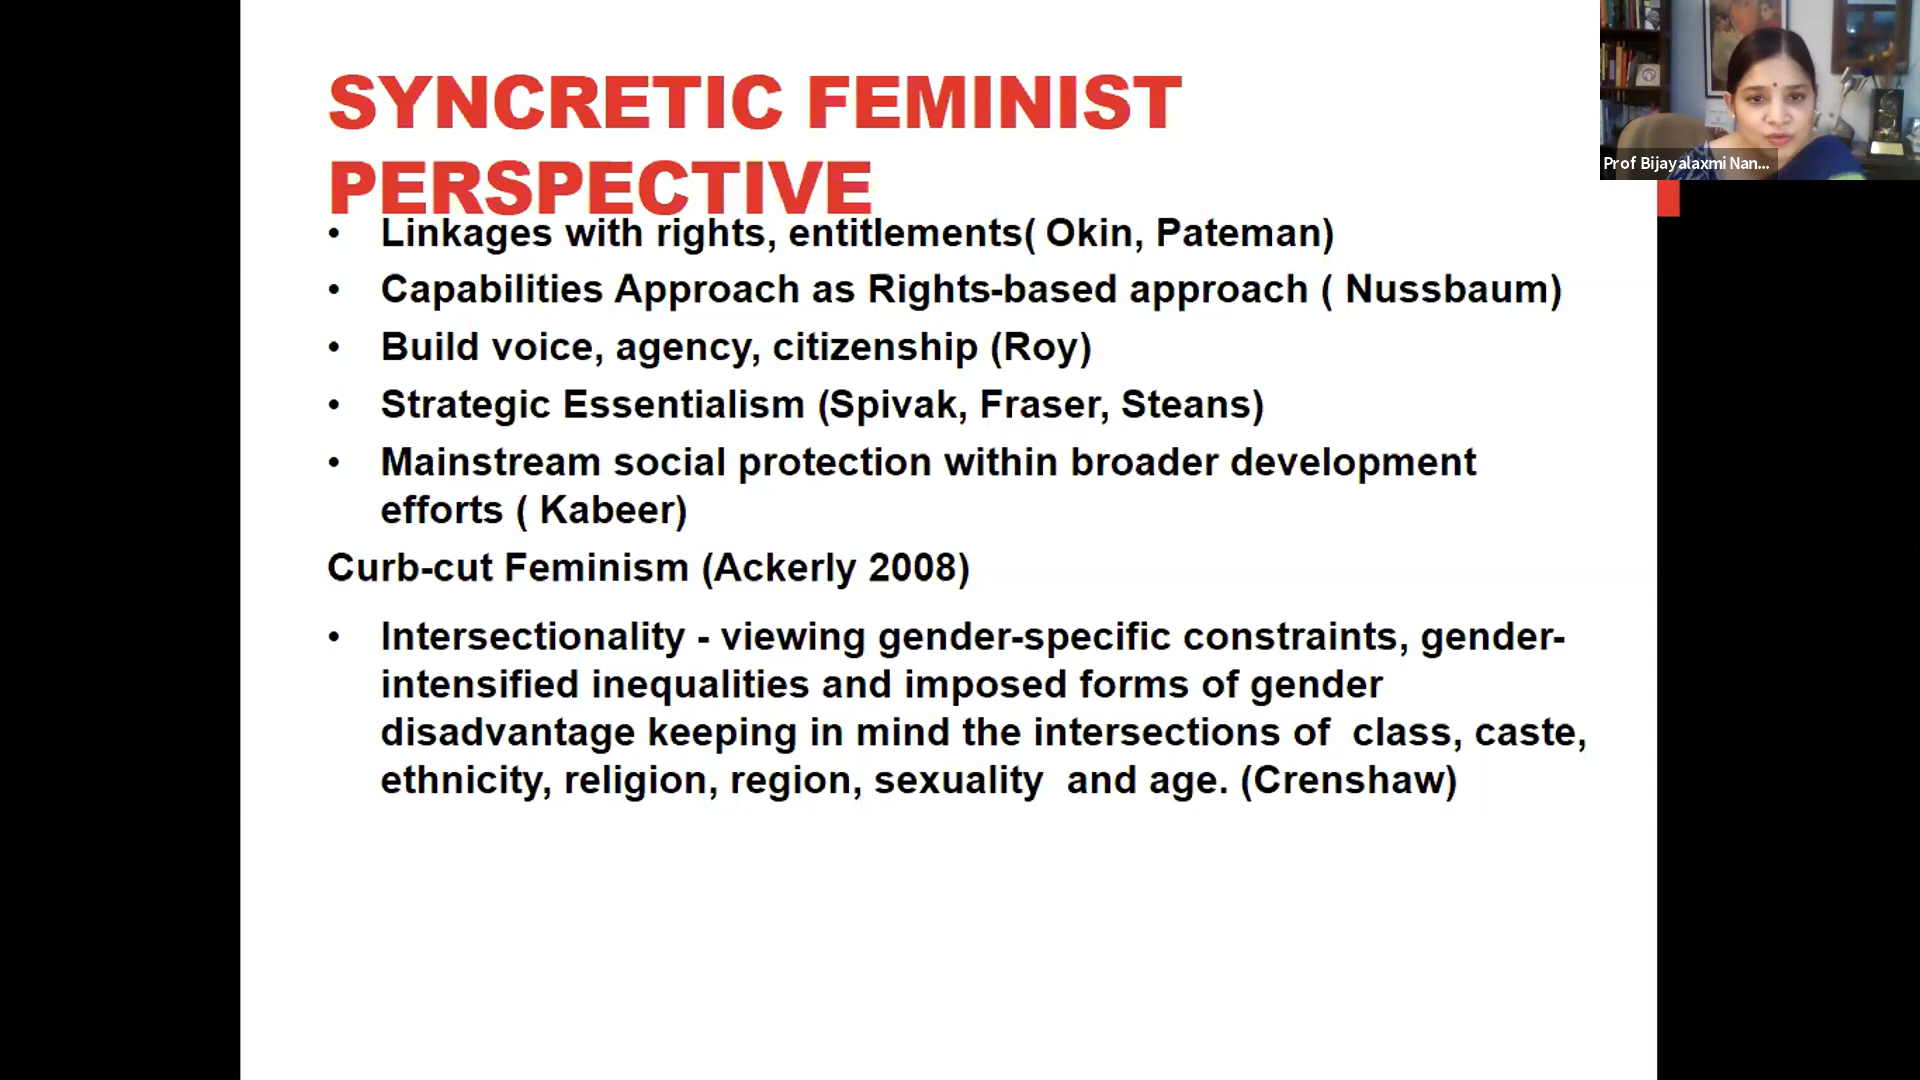 SYNCRETIC FEMINIST
PERSPECTIVE
• Linkages with rights, entitlements( Okin, Pateman)
• Capabilities Approach as Rights-based approach ( Nussbaum)
• Build voice, agency, citizenship (Roy)
• Strategic Essentialism (Spivak, Fraser, Steans)
• Mainstream social protection within broader development
efforts ( Kabeer)
Curb-cut Feminism (Ackerly 2008)
• Intersectionality - viewing gender-specific constraints, gender-
intensified inequalities and imposed forms of gender
disadvantage keeping in mind the intersections of  class, caste,
ethnicity, religion, region, sexuality  and age. (Crenshaw)
Prof Bijayalaxmi Nan...